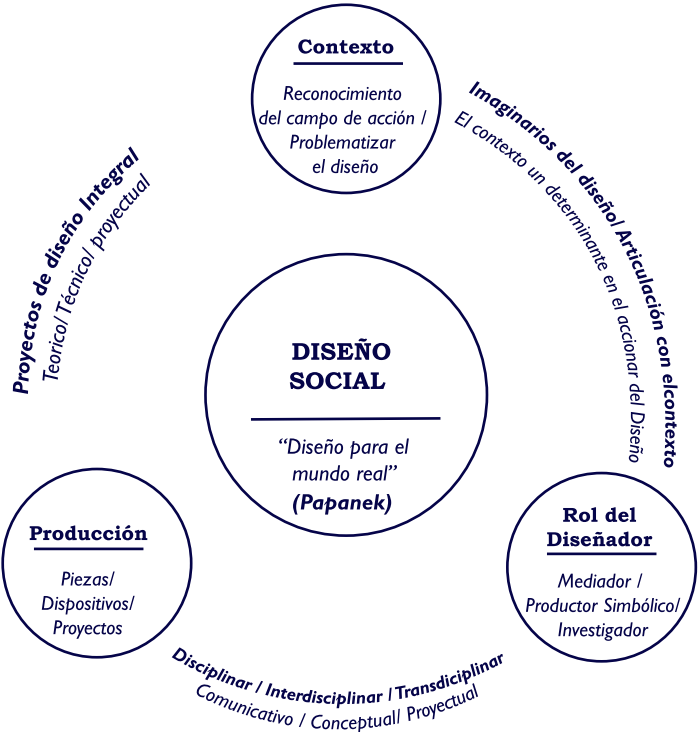 Contexto
Reconocimiento
del campo de acción /
Problematizar
el diseño
Imaginarios del diseño/ Articulación con elcontexto
El contexto un determinante en el accionar del Diseño
Proyectos de diseño Integral
Teorico/ Técnico/ proyectual
DISEÑO
SOCIAL
“Diseño para el
mundo real”
(Papanek)
Producción
Piezas/
Dispositivos/
Proyectos
Rol del
Diseñador
Mediador /
Productor Simbólico/
Investigador
Disciplinar / Interdisciplinar / Transdiciplinar
Comunicativo / Conceptual/ Proyectual